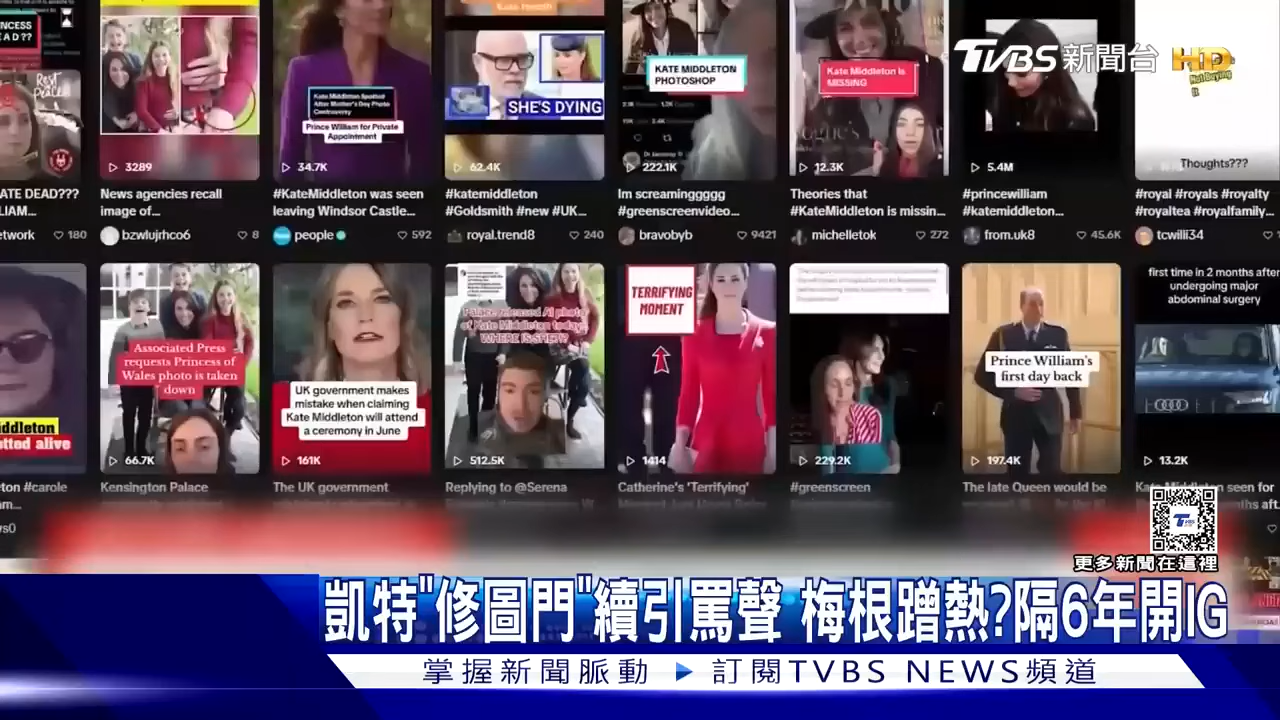 NCESS
A D??
Rest
peace
Kate Middleton Spotted
After Mother's Day Photo
Controversy
Prince William for Private
Appointment
SHE'S DYING
KATE MIDDLETON
PHOTOSHOP
Kate Middleton is
MISSING
TVBS新聞台
HD
Not Buying
it
Thoughts???
3289
34.7K
62.4K
222.1K
12.3K
5.4M
ATE DEAD???
LIAM...
News agencies recall
image of...
#KateMiddleton was seen
leaving Windsor Castle...
#katemiddleton
#Goldsmith #new #UK...
Im screaminggggg
#greenscreenvideo...
Theories that
#KateMiddleton is missin...
#princewilliam
#katemiddleton...
#royal #royals #royalty
#royaltea #royalfamily...
etwork
180
bzwlujrhco6
8
people
592
royal.trend8
240
bravobyb
9421
michelletok
272
from.uk8
45.6K
tcwilli34
iddleton
otted alive
Associated Press
requests Princess of
Wales photo is taken
down
UK government makes
mistake when claiming
Kate Middleton will attend
a ceremony in June
Palace released AI photo
of Kate Middleton today.
WHERE IS SHE??
TERRIFYING
MOMENT
Prince William's
first day back
first time in 2 months after
undergoing major
abdominal surgery
66.7K
161K
512.5K
1414
229.2K
197.4K
13.2K
ton #carole
Kensington Palace
The UK government
Replying to @Serena
Catherine's 'Terrifying'
#greenscreen
The late Queen would be
Kate Middleton seen for
更多新聞在這裡
凱特"修圖門"續引罵聲 梅根蹭熱?隔6年開IG
掌握新聞脈動 ▶ 訂閱TVBS NEWS頻道